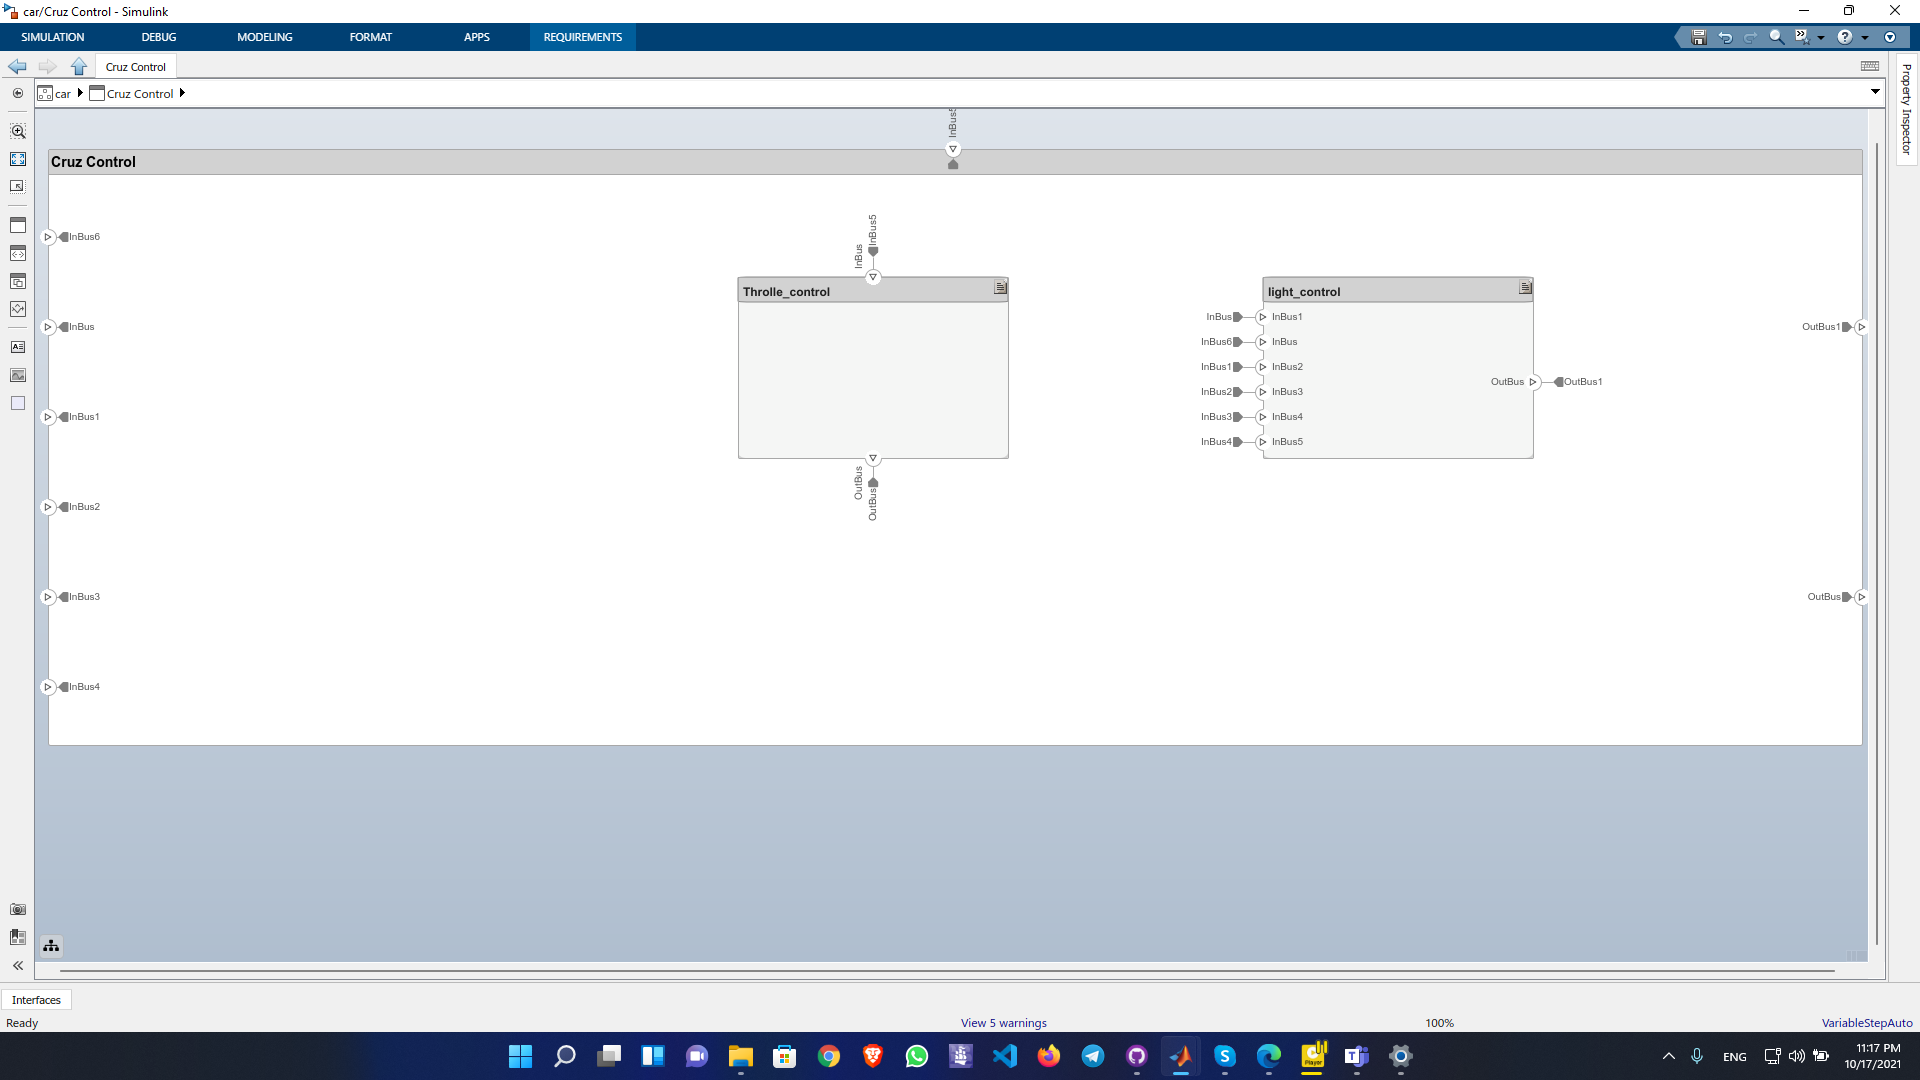 car/Cruz Control - Simulink
SIMULATION DEBUG MODELING FORMAT APPS REQUIREMENTS
Cruz Control
car Cruz Control
Property Inspector
InBus5
Cruz Control
InBus6
InBus
InBus1
InBus2
InBus3
InBus4
InBus InBus5
Throlle_control
OutBus OutBus
light_control
InBus InBus1
InBus6 InBus
InBus1 InBus2
InBus2 InBus3
InBus3 InBus4
InBus4 InBus5
OutBus OutBus1
OutBus1
OutBus
Interfaces
Ready View 5 warnings 100% VariableStepAuto
ENG 11:17 PM
10/17/2021